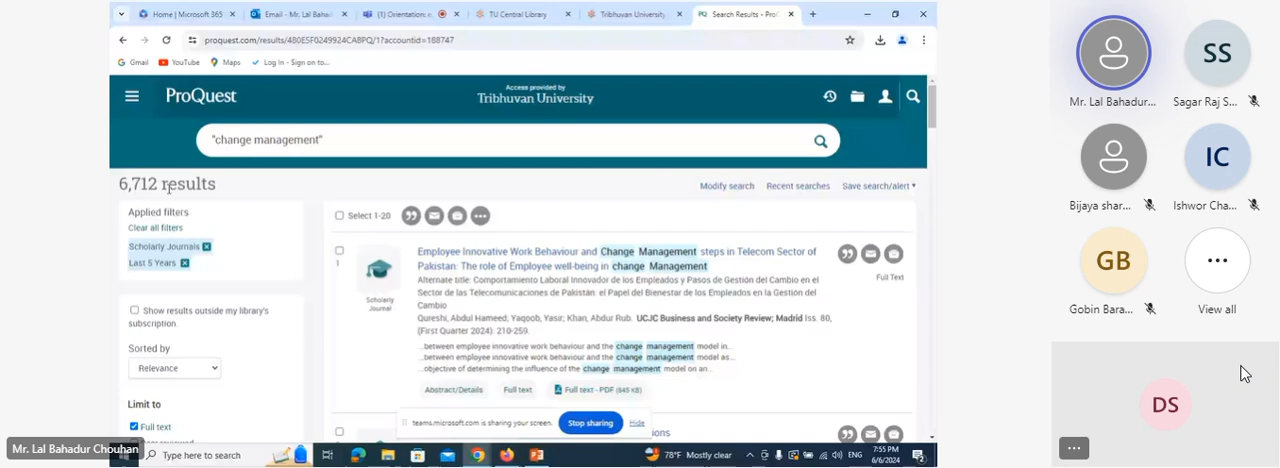 Home | Microsoft 365
Email - Mr. Lal Bahad
(1) Orientation: e
TU Central Library
Tribhuvan University
Search Results - ProQ
proquest.com/results/480E5F0249924CA8PQ/1?accountid=188747
Gmail
YouTube
Maps
Log In - Sign on to...
ProQuest
Access provided by
Tribhuvan University
"change management"
6,712 results
Modify search
Recent searches
Save search/alert
Applied filters
Clear all filters
Scholarly Journals
Last 5 Years
Show results outside my library's
subscription.
Sorted by
Relevance
Limit to
Full text
Select 1-20
1
Scholarly
Journal
Employee Innovative Work Behaviour and Change Management steps in Telecom Sector of
Pakistan: The role of Employee well-being in change Management
Alternate title: Comportamiento Laboral Innovador de los Empleados y Pasos de Gestión del Cambio en el
Sector de las Telecomunicaciones de Pakistán: el Papel del Bienestar de los Empleados en la Gestión del
Cambio
Qureshi, Abdul Hameed; Yaqoob, Yasir; Khan, Abdur Rub. UCJC Business and Society Review; Madrid Iss. 80,
(First Quarter 2024): 210-259.
...between employee innovative work behaviour and the change management model in...
...between employee innovative work behaviour and the change management model as...
...objective of determining the influence of the change management model on an...
Abstract/Details
Full text
Full text - PDF (845 KB)
Full Text
teams.microsoft.com is sharing your screen.
Stop sharing
Hide
Mr. Lal Bahadur Chouhan
Type here to search
78°F Mostly clear
ENG
7:55 PM
6/6/2024
2
Mr. Lal Bahadur...
SS
Sagar Raj S...
Bijaya shar...
IC
Ishwor Cha...
GB
Gobin Bara...
View all
DS